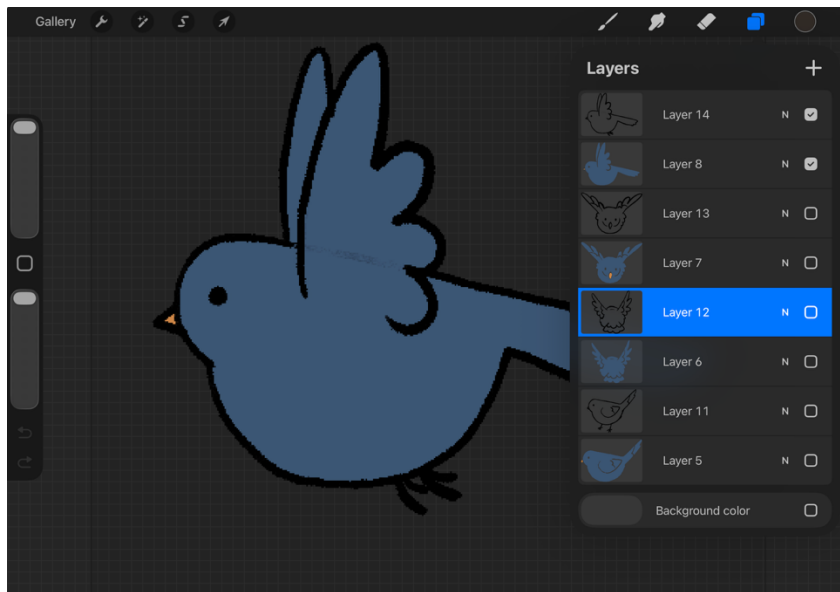 Gallery
Layers
Layer 14 N
Layer 8 N
Layer 13 N
Layer 7 N
Layer 12 N
Layer 6 N
Layer 11 N
Layer 5 N
Background color